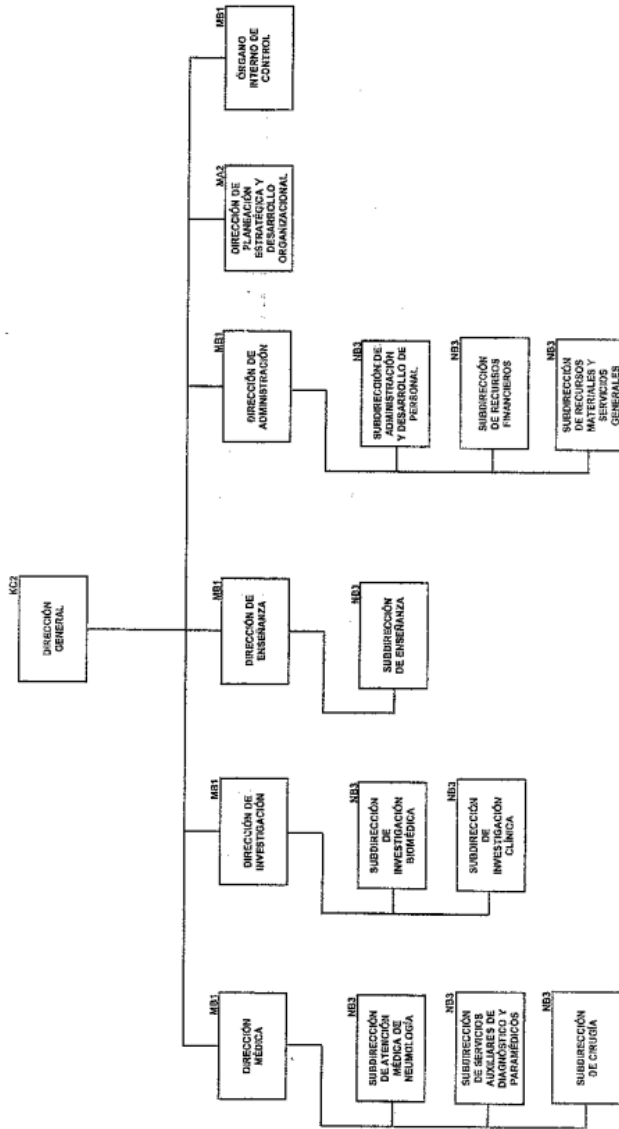 KC2
DIRECCIÓN
GENERAL
MB1
DIRECCIÓN
MÉDICA
MB1
DIRECCIÓN DE
INVESTIGACIÓN
MB1
DIRECCIÓN DE
ENSEÑANZA
MB1
DIRECCIÓN DE
ADMINISTRACIÓN
MA2
DIRECCIÓN DE
PLANEACIÓN
ESTRATÉGICA Y
DESARROLLO
ORGANIZACIONAL
MB1
ÓRGANO
INTERNO DE
CONTROL
NB3
SUBDIRECCIÓN
DE ATENCIÓN
MÉDICA DE
NEUMOLOGÍA
NB3
SUBDIRECCIÓN
DE
INVESTIGACIÓN
BIOMÉDICA
NB3
SUBDIRECCIÓN
DE ENSEÑANZA
NB3
SUBDIRECCIÓN DE
ADMINISTRACIÓN
Y DESARROLLO DE
PERSONAL
NB3
SUBDIRECCIÓN
DE SERVICIOS
AUXILIARES DE
DIAGNÓSTICO Y
PARAMÉDICOS
NB3
SUBDIRECCIÓN
DE
INVESTIGACIÓN
CLÍNICA
NB3
SUBDIRECCIÓN
DE RECURSOS
FINANCIEROS
NB3
SUBDIRECCIÓN
DE CIRUGÍA
NB3
SUBDIRECCIÓN
DE RECURSOS
MATERIALES Y
SERVICIOS
GENERALES